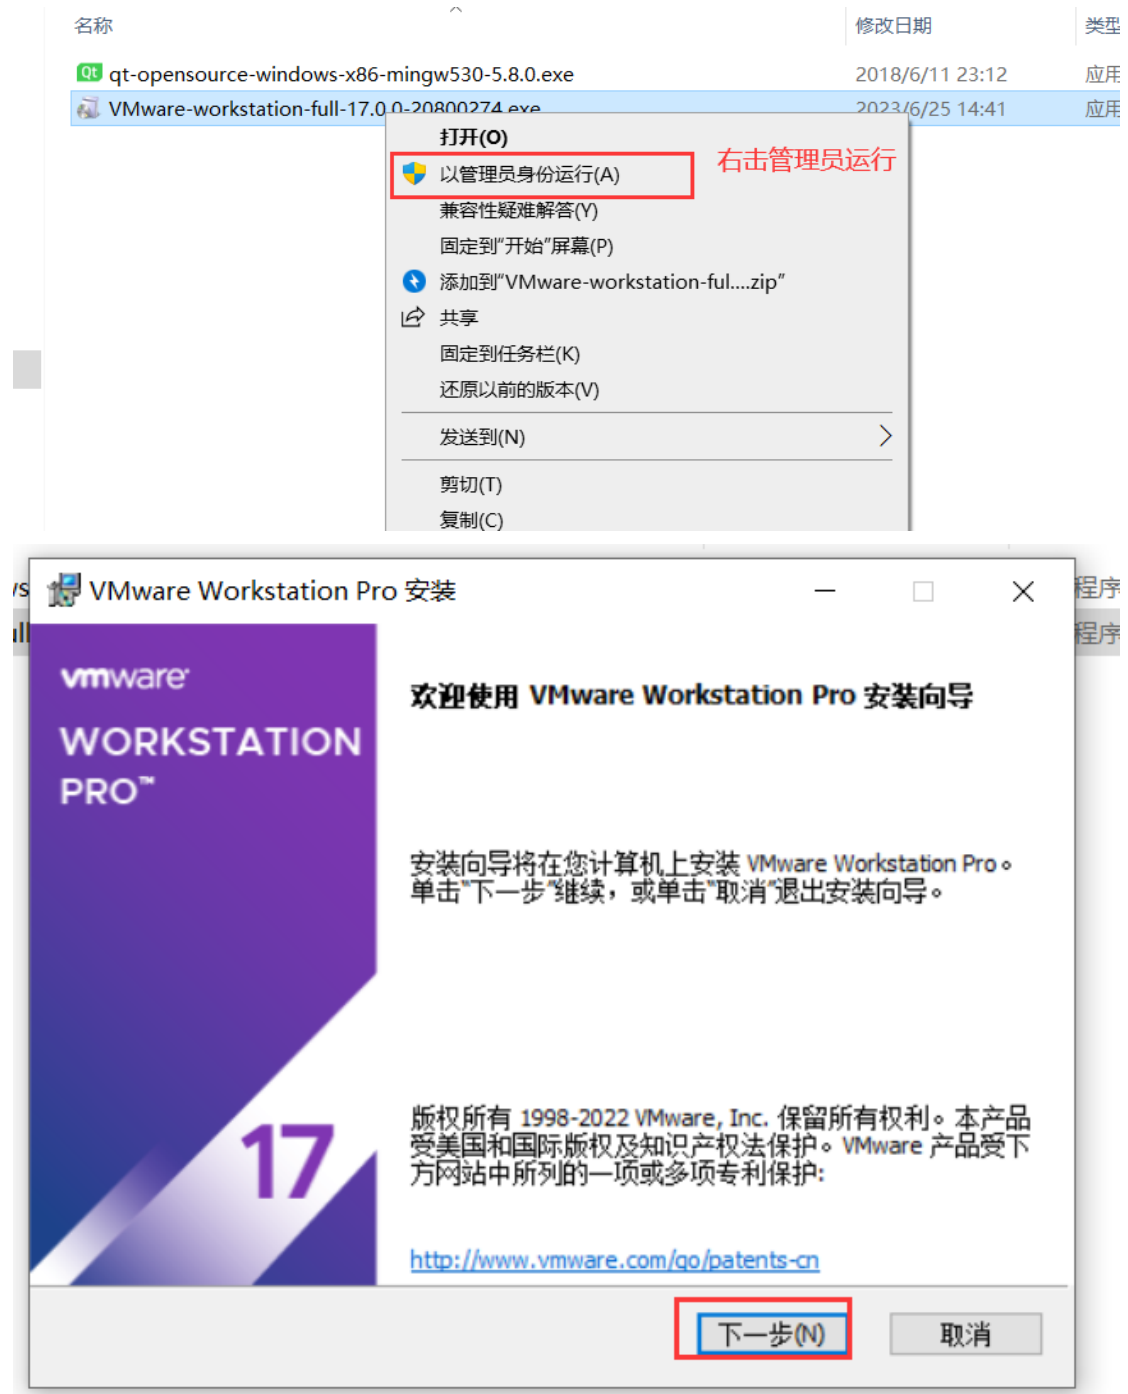 名称 修改日期 类型
Qt qt-opensource-windows-x86-mingw530-5.8.0.exe 2018/6/11 23:12 应用
VMware-workstation-full-17.0.0-20800274.exe 2023/6/25 14:41 应用
打开(O)
以管理员身份运行(A) 右击管理员运行
兼容性疑难解答(Y)
固定到"开始"屏幕(P)
添加到"VMware-workstation-ful....zip"
共享
固定到任务栏(K)
还原以前的版本(V)
发送到(N)
剪切(T)
复制(C)
VMware Workstation Pro 安装
程序
程序
vmware
WORKSTATION
PRO™
17
欢迎使用 VMware Workstation Pro 安装向导
安装向导将在您计算机上安装 VMware Workstation Pro。
单击"下一步"继续，或单击"取消"退出安装向导。
版权所有 1998-2022 VMware, Inc. 保留所有权利。本产品
受美国和国际版权及知识产权法保护。VMware 产品受下
方网站中所列的一项或多项专利保护:
http://www.vmware.com/go/patents-cn
下一步(N) 取消